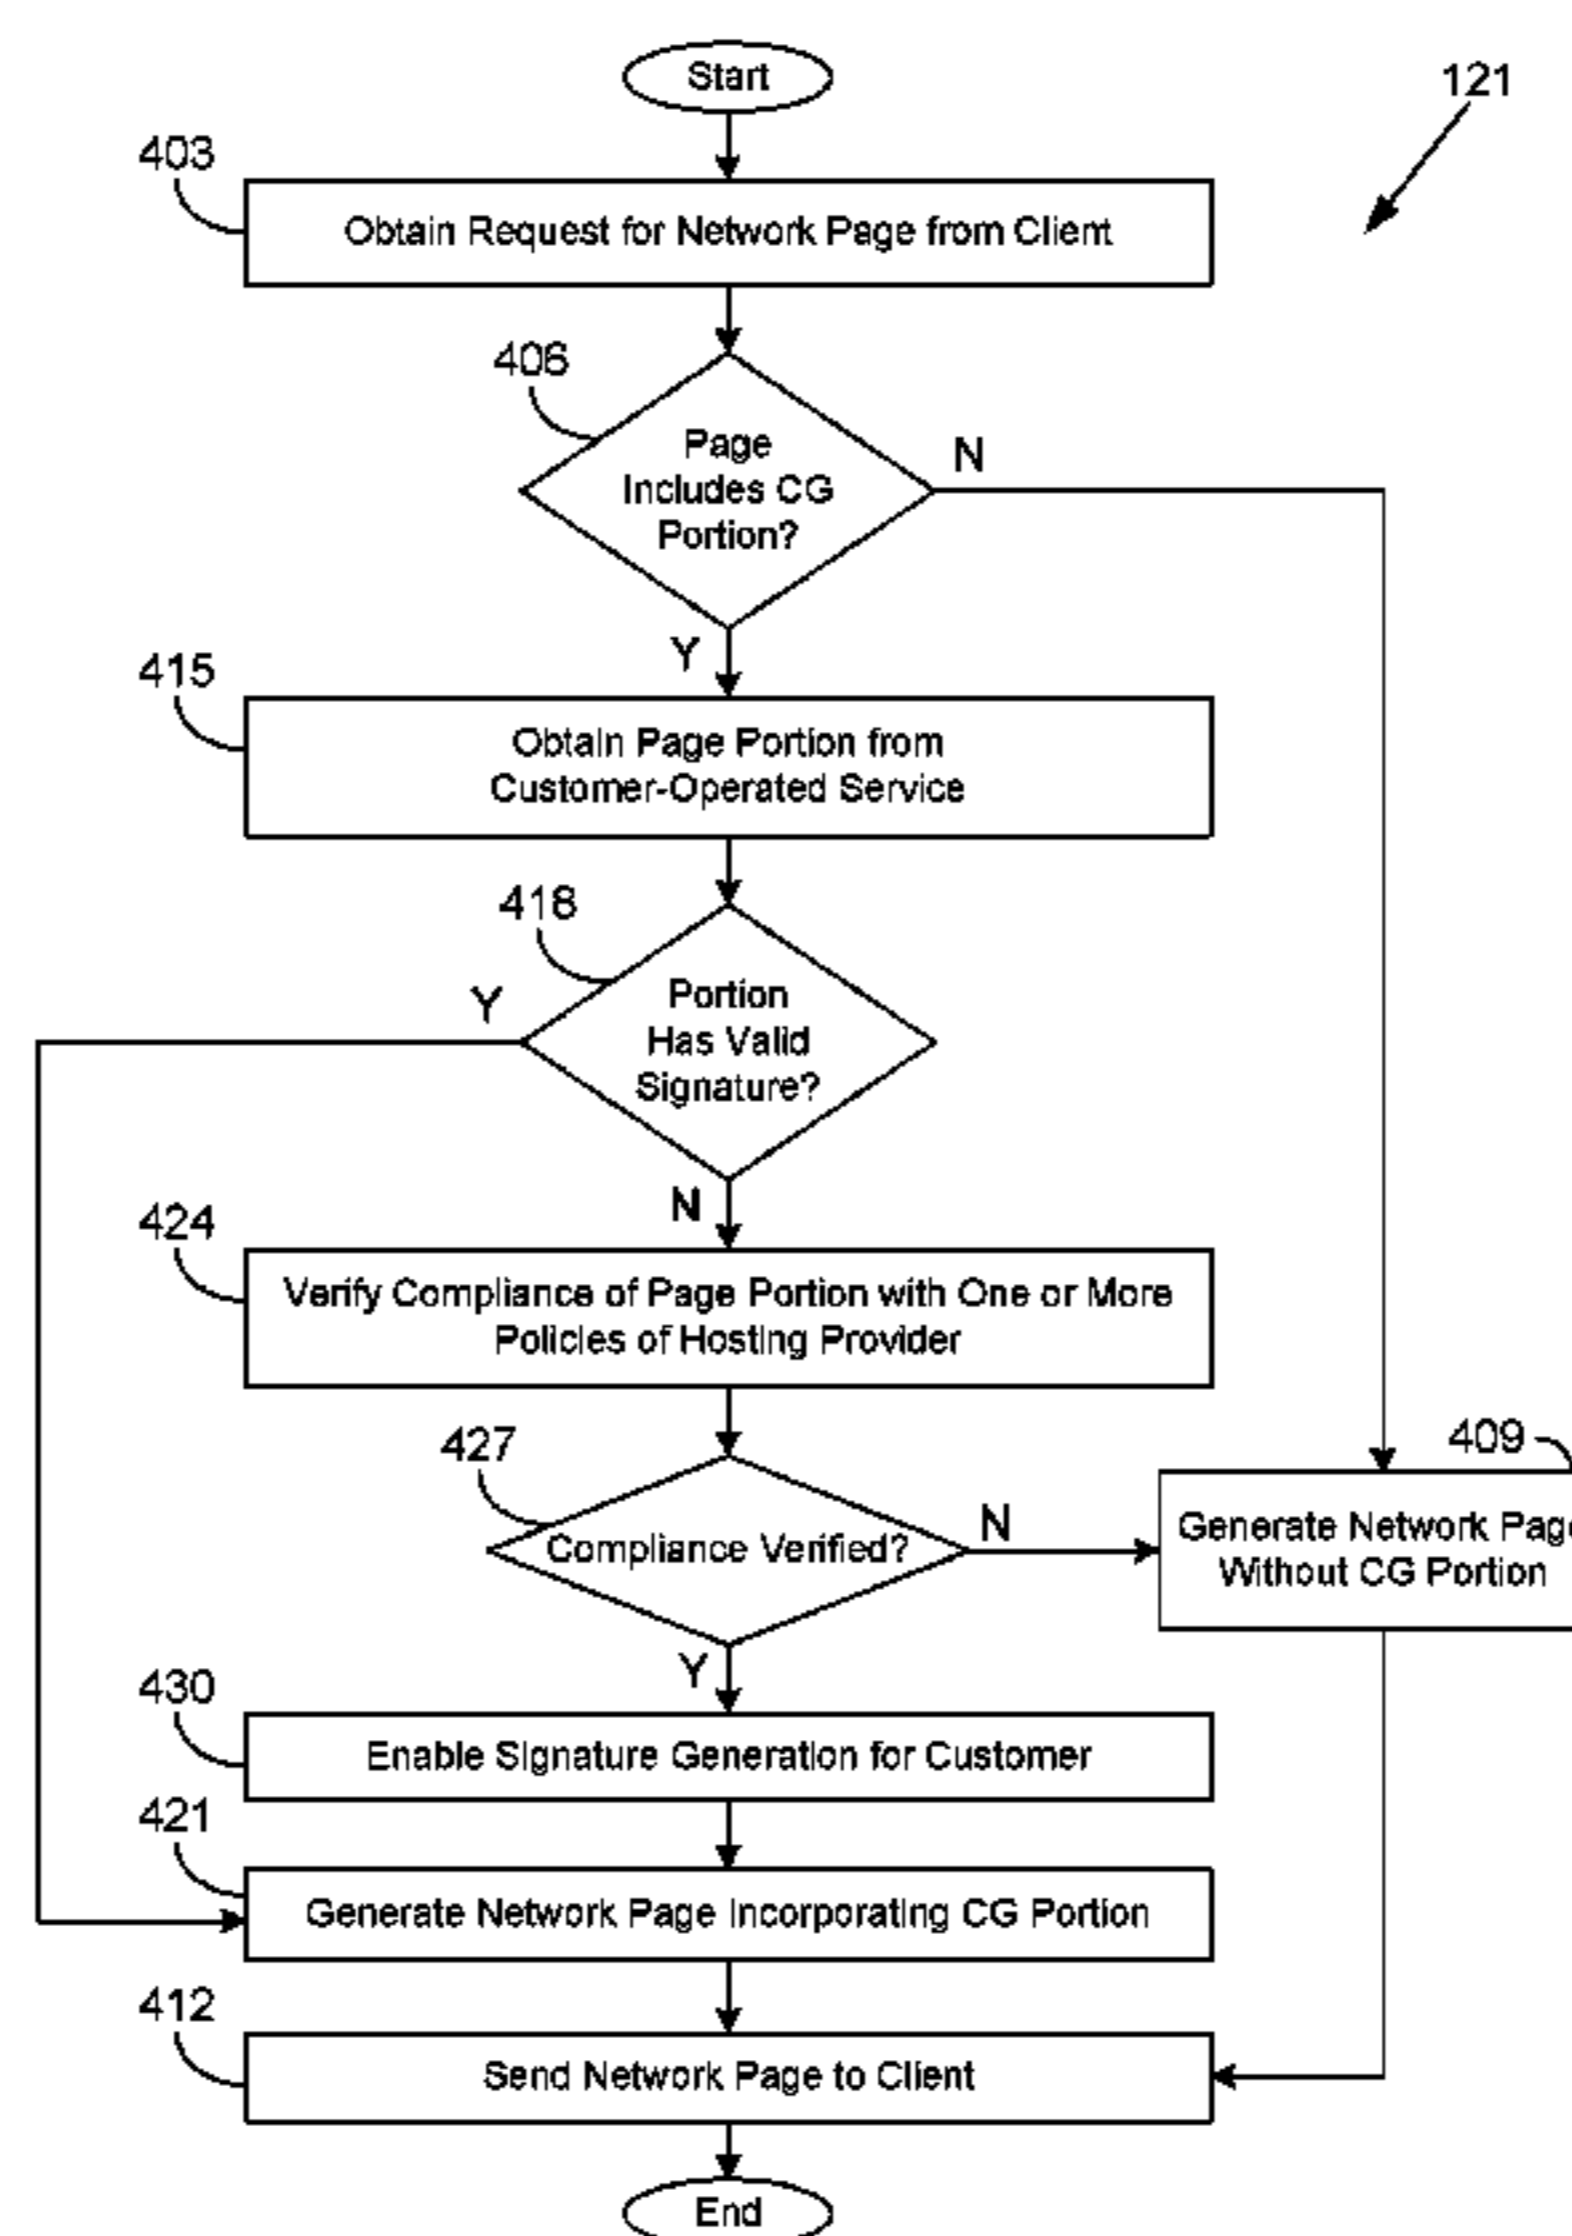 Start
121
403
Obtain Request for Network Page from Client
406
Page
Includes CG
Portion?
N
Y
415
Obtain Page Portion from
Customer-Operated Service
418
Portion
Has Valid
Signature?
Y
N
424
Verify Compliance of Page Portion with One or More
Policies of Hosting Provider
427
Compliance Verified?
N
409
Generate Network Page
Without CG Portion
Y
430
Enable Signature Generation for Customer
421
Generate Network Page Incorporating CG Portion
412
Send Network Page to Client
End